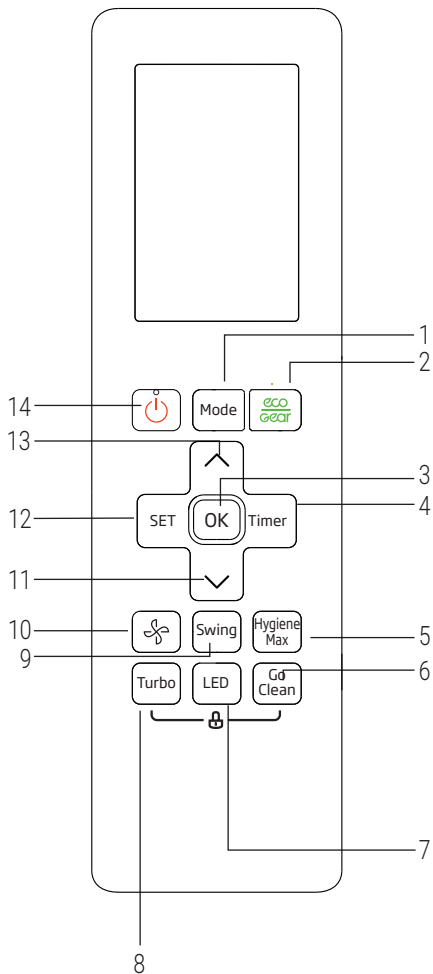 1
2
14
Mode
eco
Gear
13
3
12
SET
OK
Timer
4
11
10
Swing
Hygiene
Max
5
9
Turbo
LED
Go
Clean
6
7
8